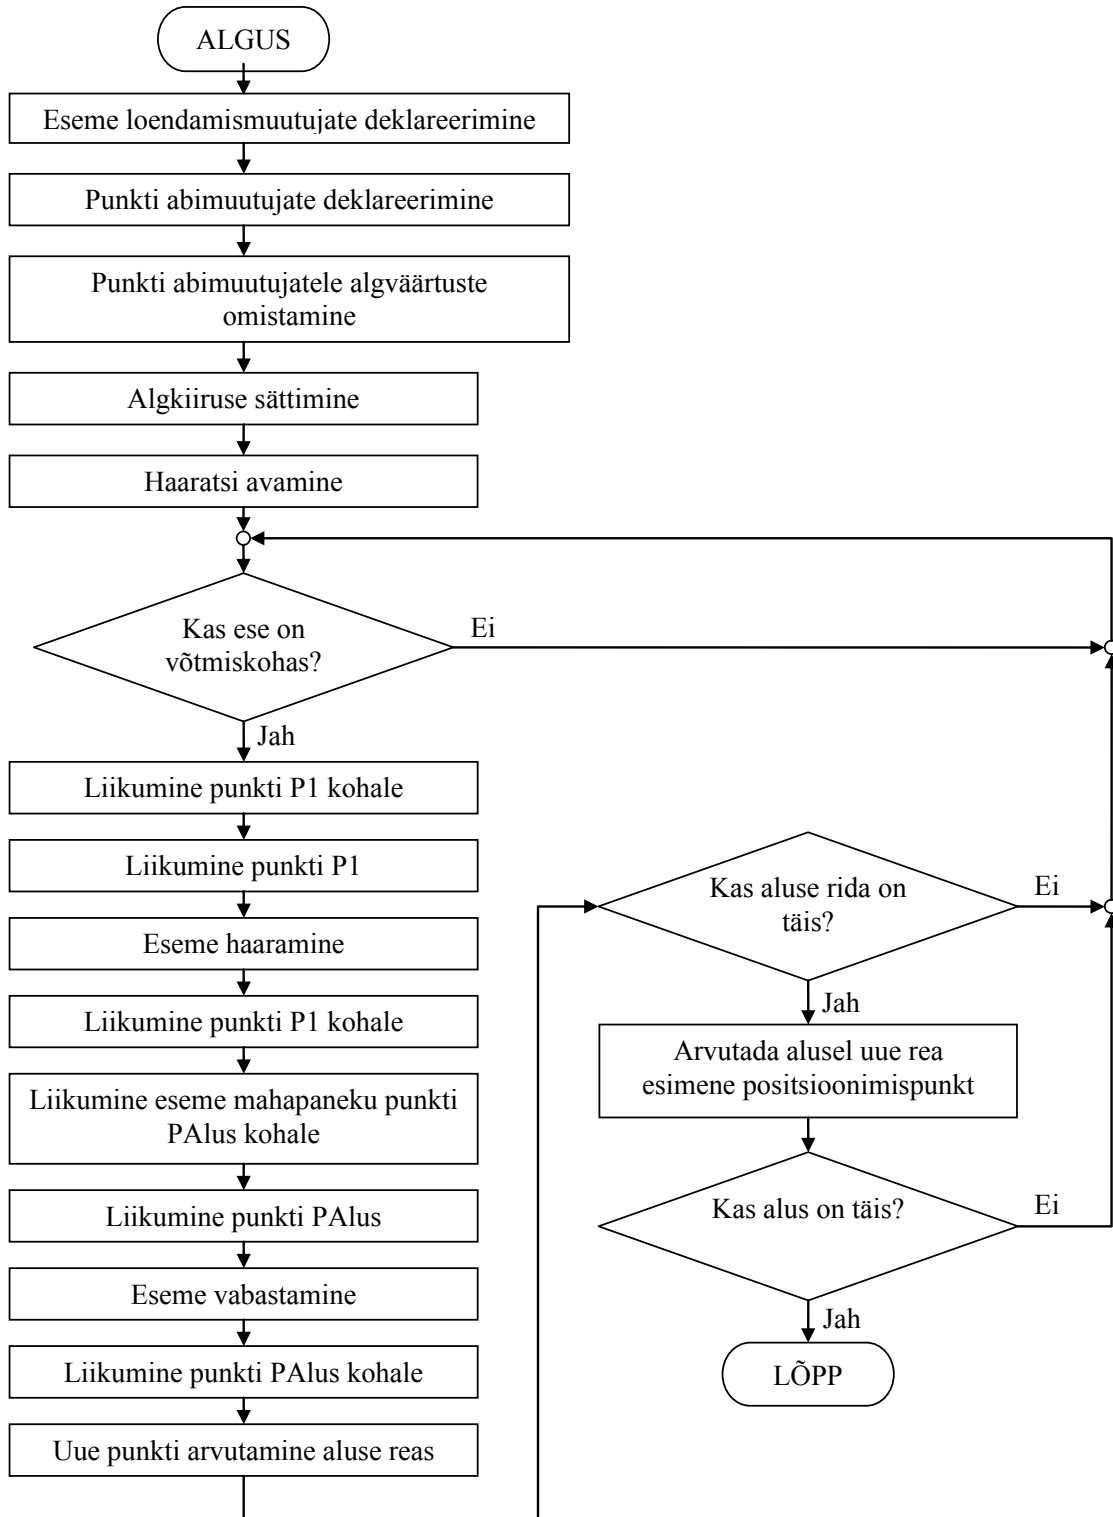 ALGUS
Eseme loendamismuutujate deklareerimine
Punkti abimuutujate deklareerimine
Punkti abimuutujatele algväärtuste
omistamine
Algkiiruse sättimine
Haaratsi avamine
Kas ese on
võtmiskohas?
Ei
Jah
Liikumine punkti P1 kohale
Liikumine punkti P1
Eseme haaramine
Liikumine punkti P1 kohale
Liikumine eseme mahapaneku punkti
PAlus kohale
Liikumine punkti PAlus
Eseme vabastamine
Liikumine punkti PAlus kohale
Uue punkti arvutamine aluse reas
Kas aluse rida on
täis?
Ei
Jah
Arvutada alusel uue rea
esimene positsioonimispunkt
Kas alus on täis?
Ei
Jah
LÕPP